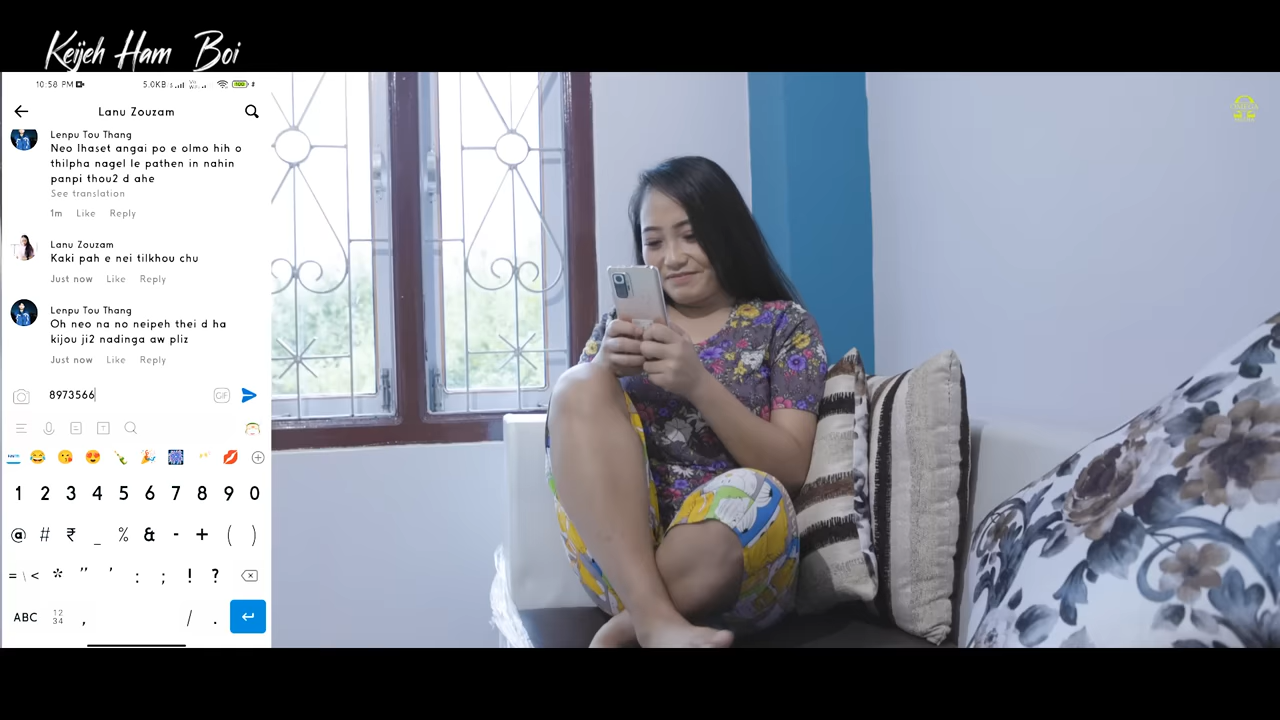 Keijeh Ham Boi
10:58 PM
5.0KB
Lanu Zouzam
Lenpu Tou Thang
Neo lhaset angai po e olmo hih o
thilpha nagel le pathen in nahin
panpi thou2 d ahe
See translation
1m Like Reply
Lanu Zouzam
Kaki pah e nei tilkhou chu
Just now Like Reply
Lenpu Tou Thang
Oh neo na no neipeh thei d ha
kijou ji2 nadinga aw pliz
Just now Like Reply
8973566
GIF
1 2 3 4 5 6 7 8 9 0
@ # ₹ _ % & - + ( )
= \ < * " ' : ; ! ?
ABC 12 34 , / .